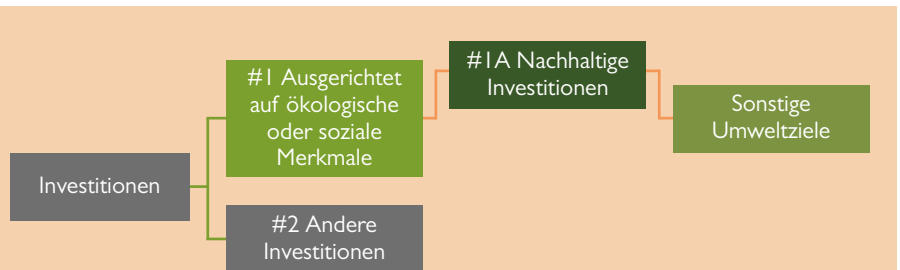 Investitionen
#1 Ausgerichtet
auf ökologische
oder soziale
Merkmale
#2 Andere
Investitionen
#1A Nachhaltige
Investitionen
Sonstige
Umweltziele